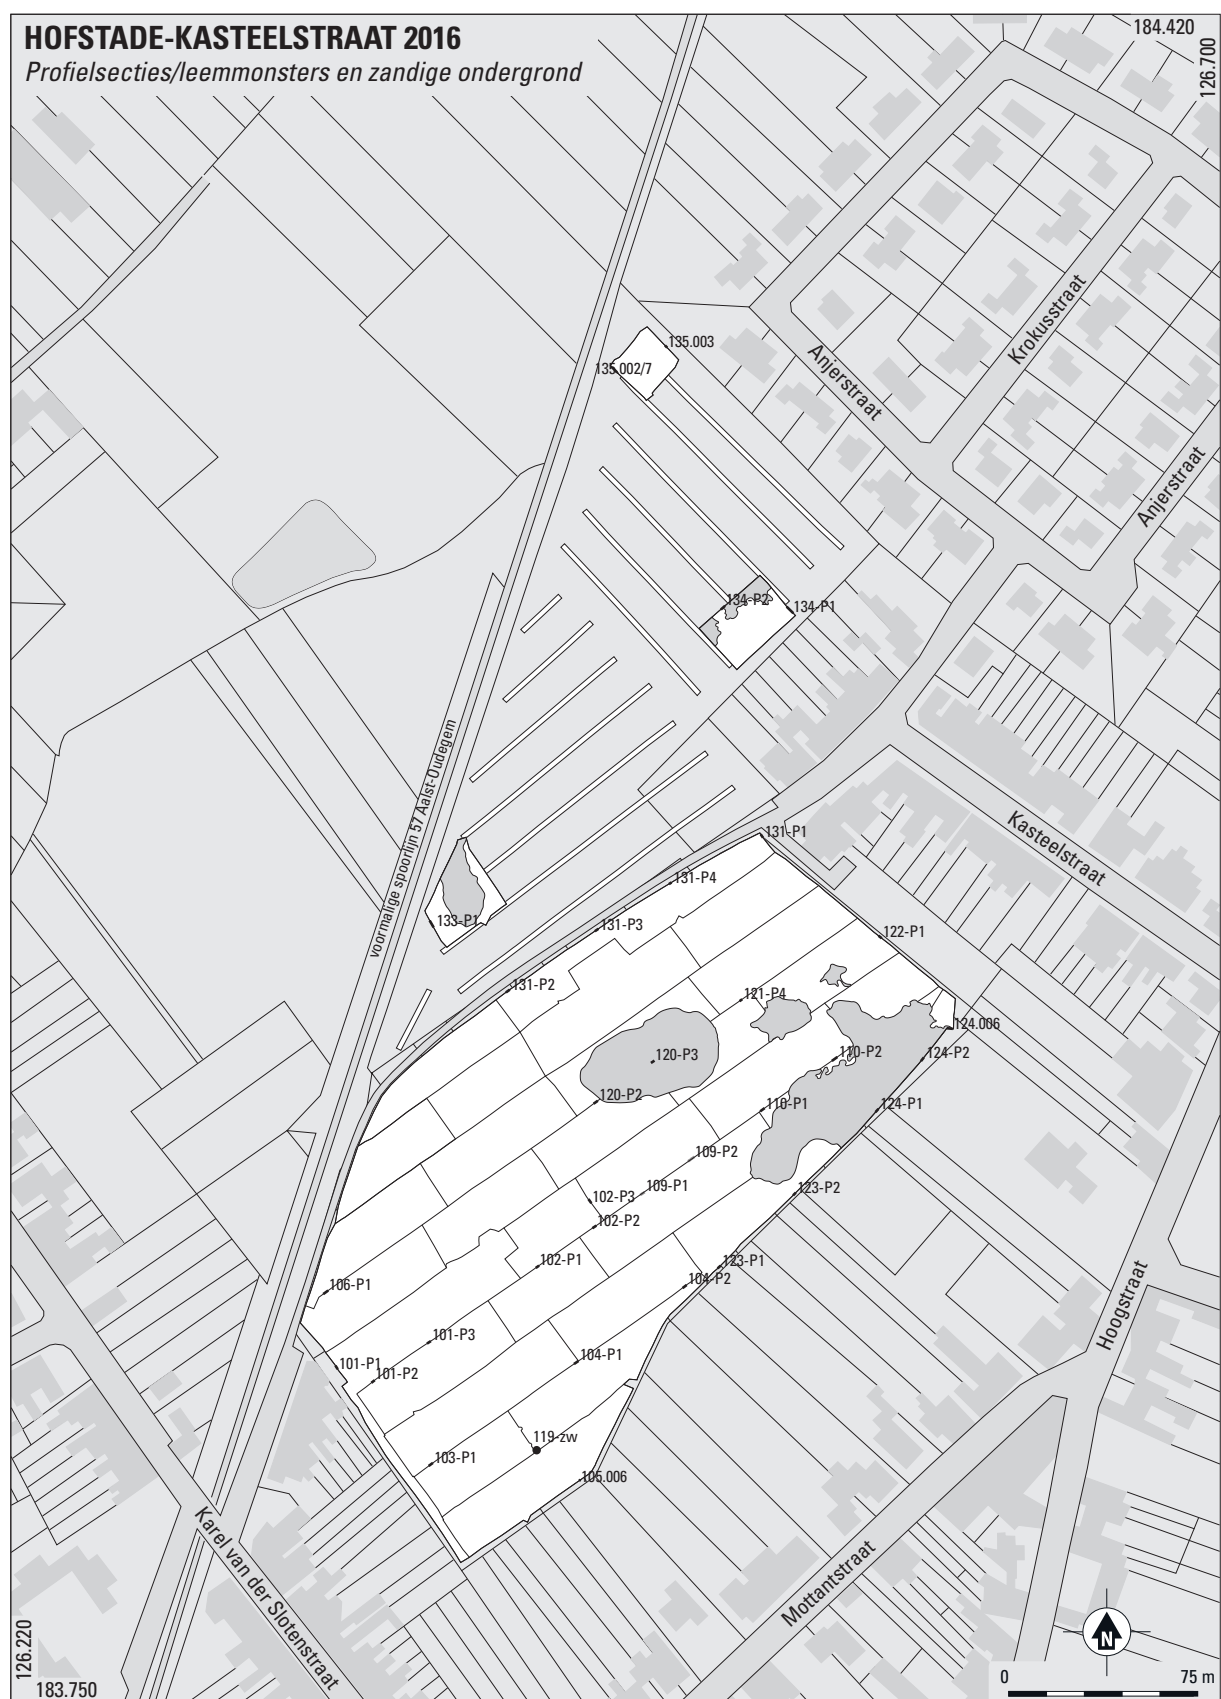 HOFSTADE-KASTEELSTRAAT 2016
Profielsecties/leemmonsters en zandige ondergrond
184.420
126.700
Krokusstraat
Anjerstraat
Anjerstraat
135.003
135.002/7
134-P2
134-P1
voormalige spoorlijn 57 Aalst-Oudegem
Kasteelstraat
131-P1
131-P4
133-P1
131-P3
122-P1
131-P2
121-P4
124.006
120-P3
110-P2
124-P2
120-P2
110-P1
124-P1
109-P2
109-P1
123-P2
102-P3
102-P2
102-P1
123-P1
104-P2
106-P1
101-P3
101-P1
101-P2
104-P1
Hoogstraat
119-zw
103-P1
105.006
Karel van der Slotenstraat
Mottantstraat
N
126.220
183.750
0
75 m